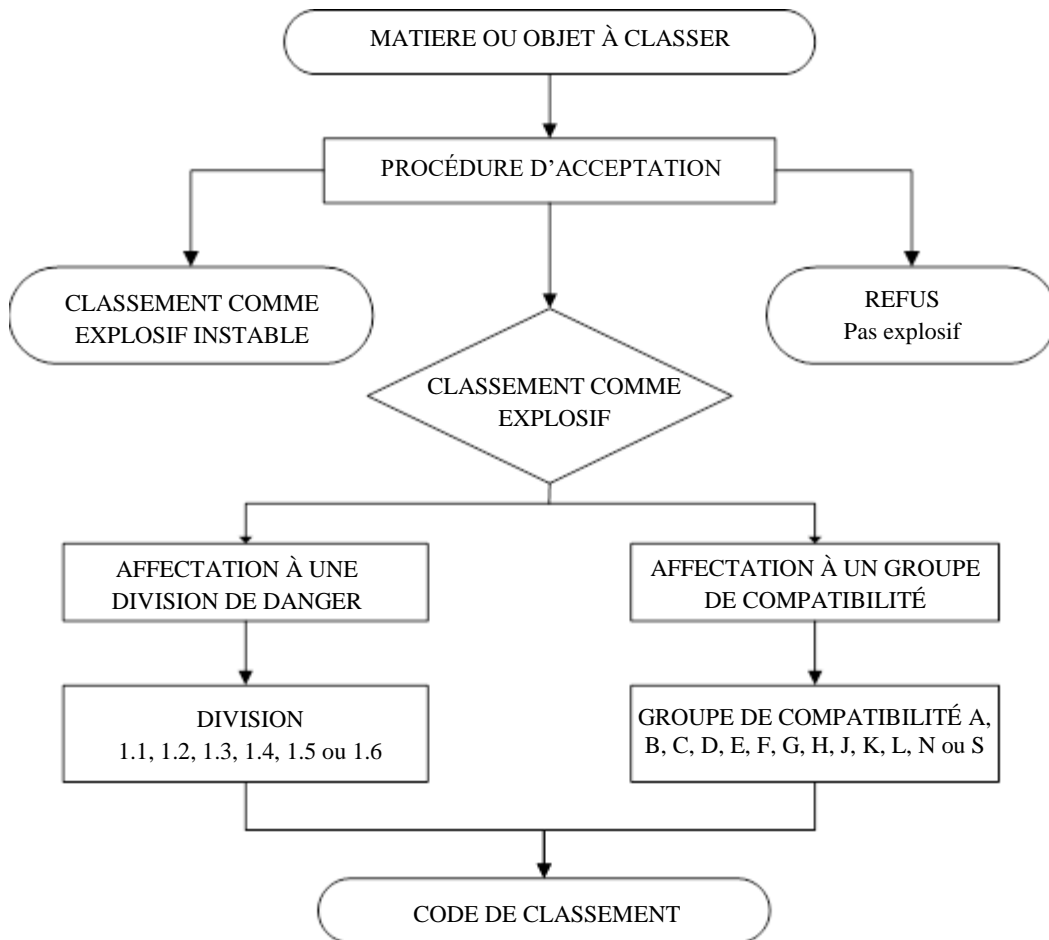 MATIERE OU OBJET À CLASSER
PROCÉDURE D’ACCEPTATION
CLASSEMENT COMME
EXPLOSIF INSTABLE
REFUS
Pas explosif
CLASSEMENT COMME
EXPLOSIF
AFFECTATION À UNE
DIVISION DE DANGER
AFFECTATION À UN GROUPE
DE COMPATIBILITÉ
DIVISION
1.1, 1.2, 1.3, 1.4, 1.5 ou 1.6
GROUPE DE COMPATIBILITÉ A,
B, C, D, E, F, G, H, J, K, L, N ou S
CODE DE CLASSEMENT